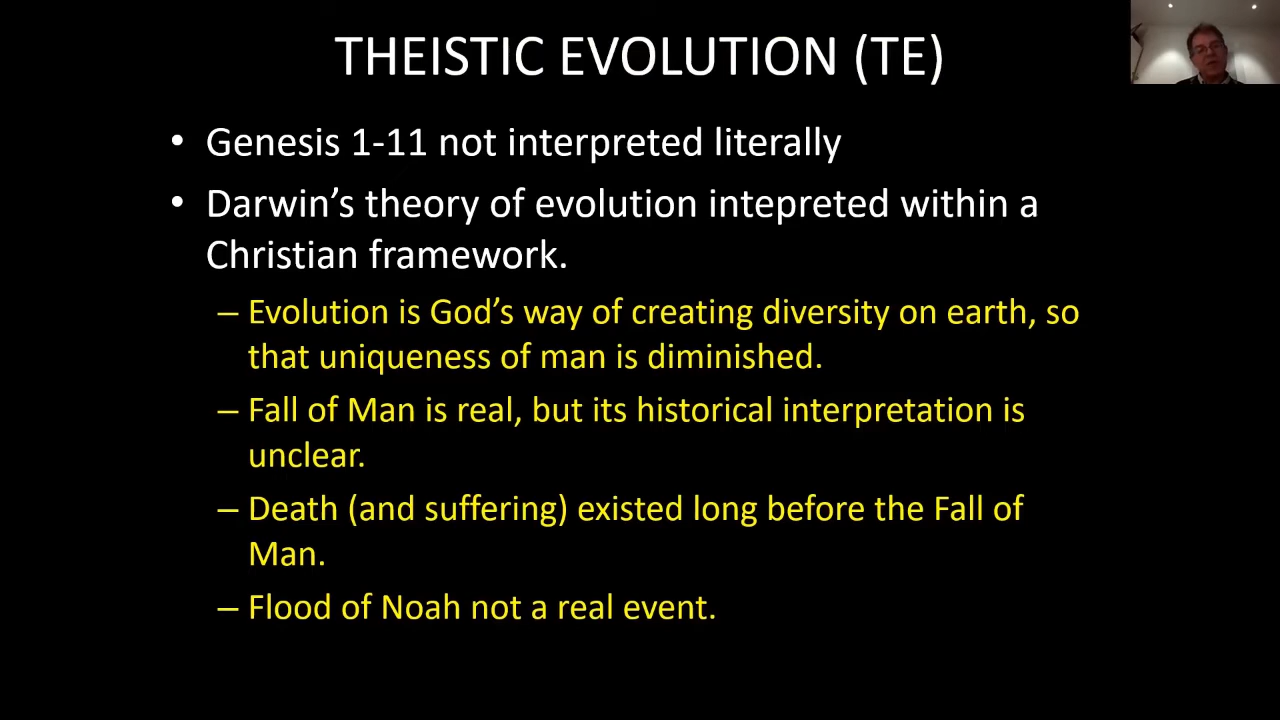 THEISTIC EVOLUTION (TE)
• Genesis 1-11 not interpreted literally
• Darwin’s theory of evolution intepreted within a
Christian framework.
– Evolution is God’s way of creating diversity on earth, so
that uniqueness of man is diminished.
– Fall of Man is real, but its historical interpretation is
unclear.
– Death (and suffering) existed long before the Fall of
Man.
– Flood of Noah not a real event.